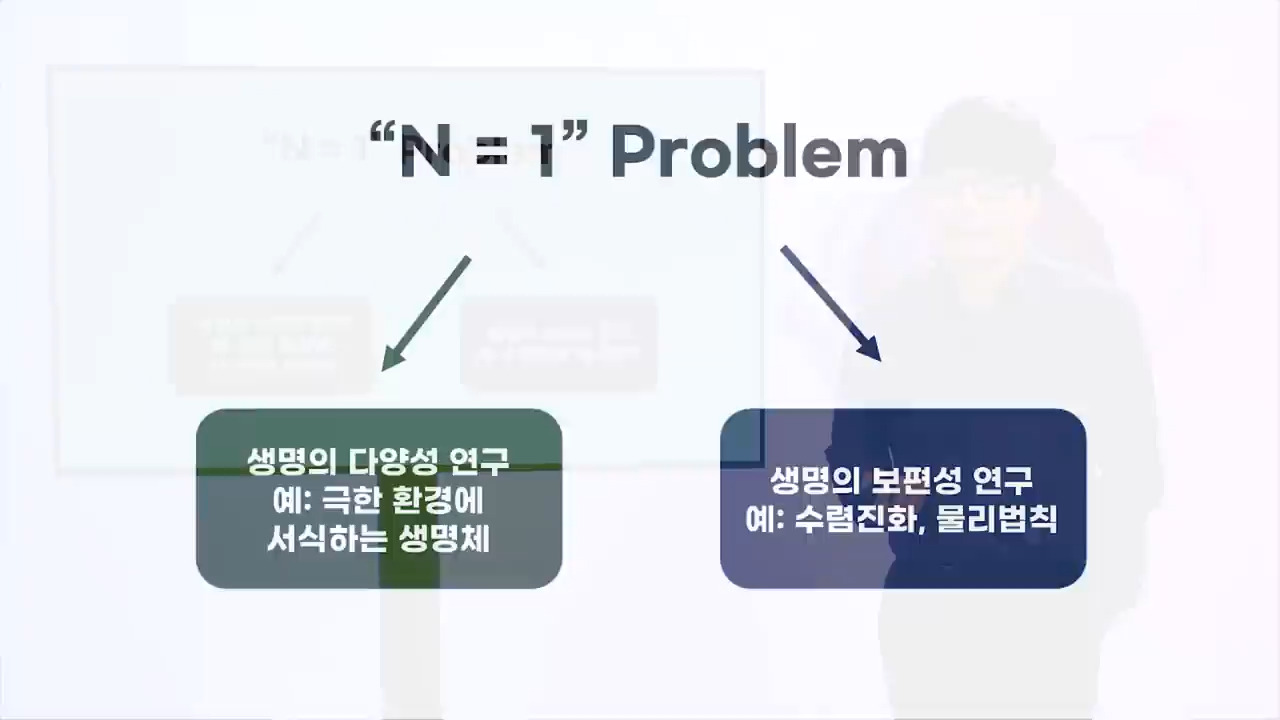 “N = 1” Problem
생명의 다양성 연구
예: 극한 환경에
서식하는 생명체
생명의 보편성 연구
예: 수렴진화, 물리법칙